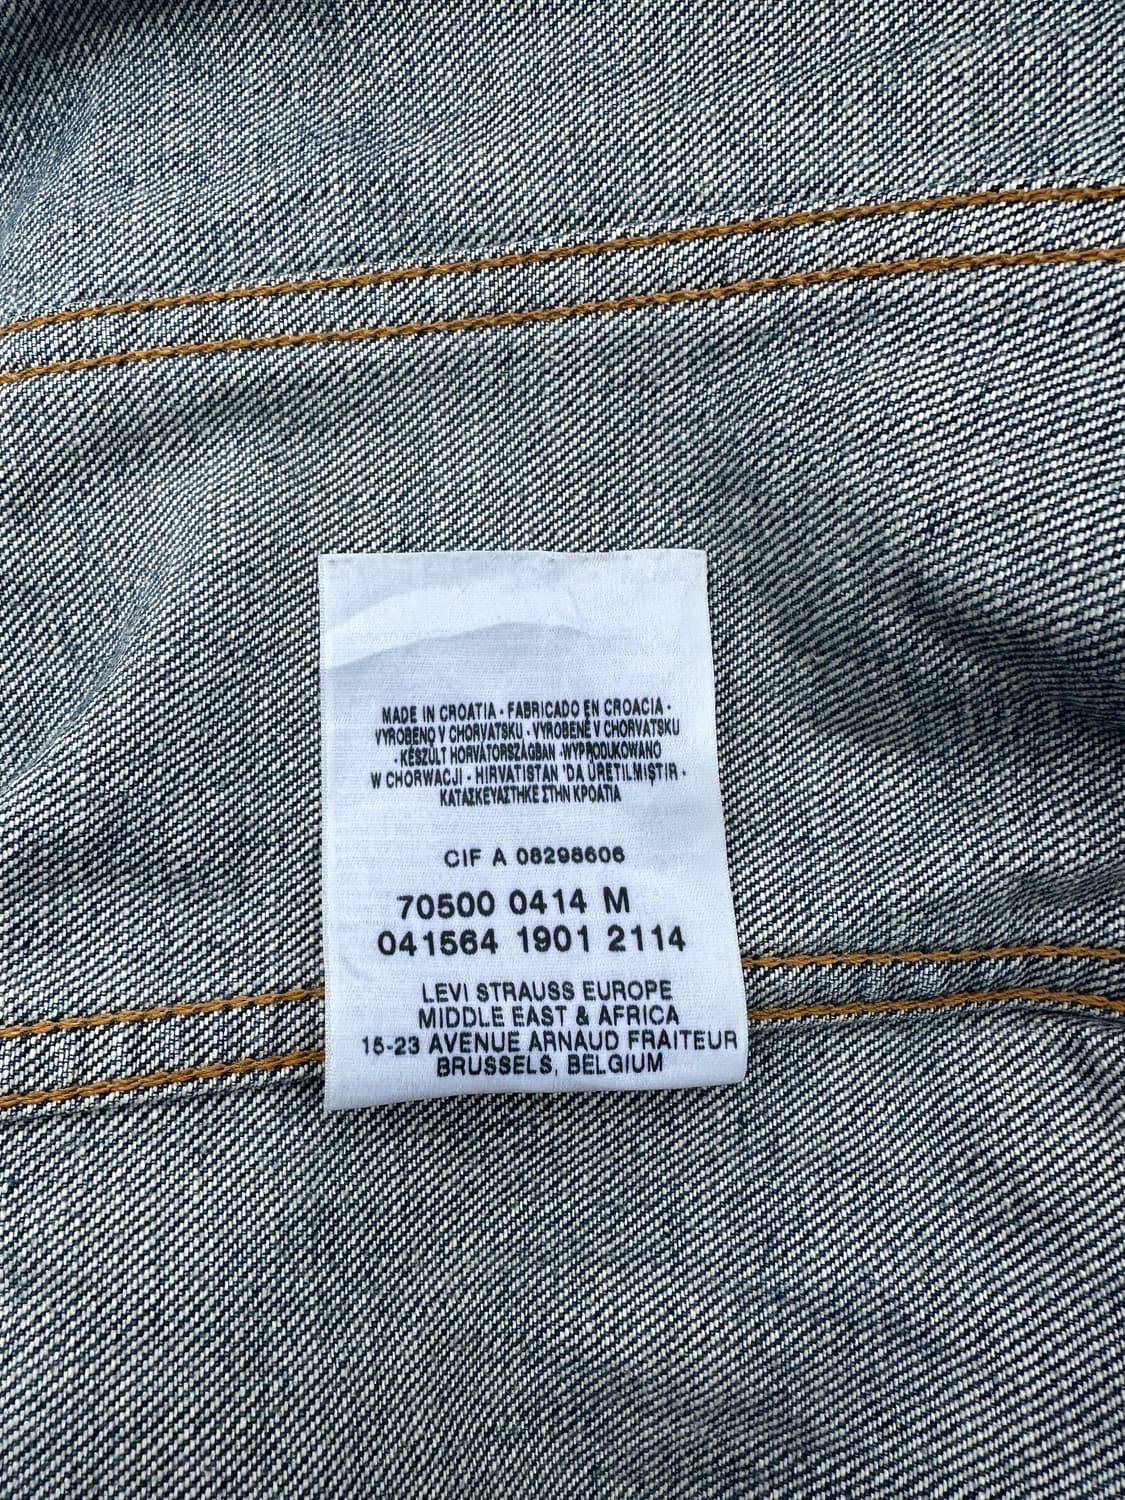 MADE IN CROATIA · FABRICADO EN CROACIA ·
VYROBENO V CHORVATSKU · VYROBENÉ V CHORVATSKU
· KÉSZÜLT HORVÁTORSZÁGBAN · WYPRODUKOWANO
W CHORWACJI · HIRVATISTAN 'DA ÜRETILMIŞTIR ·
ΚΑΤΑΣΚΕΥΑΣΤΗΚΕ ΣΤΗΝ ΚΡΟΑΤΙΑ
CIF A 08298606
70500 0414 M
041564 1901 2114
LEVI STRAUSS EUROPE
MIDDLE EAST & AFRICA
15-23 AVENUE ARNAUD FRAITEUR
BRUSSELS, BELGIUM